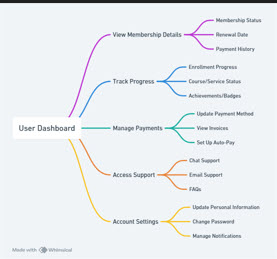 User Dashboard
View Membership Details
Membership Status
Renewal Date
Payment History
Track Progress
Enrollment Progress
Course/Service Status
Achievements/Badges
Manage Payments
Update Payment Method
View Invoices
Set Up Auto-Pay
Access Support
Chat Support
Email Support
FAQs
Account Settings
Update Personal Information
Change Password
Manage Notifications
Made with Whimsical